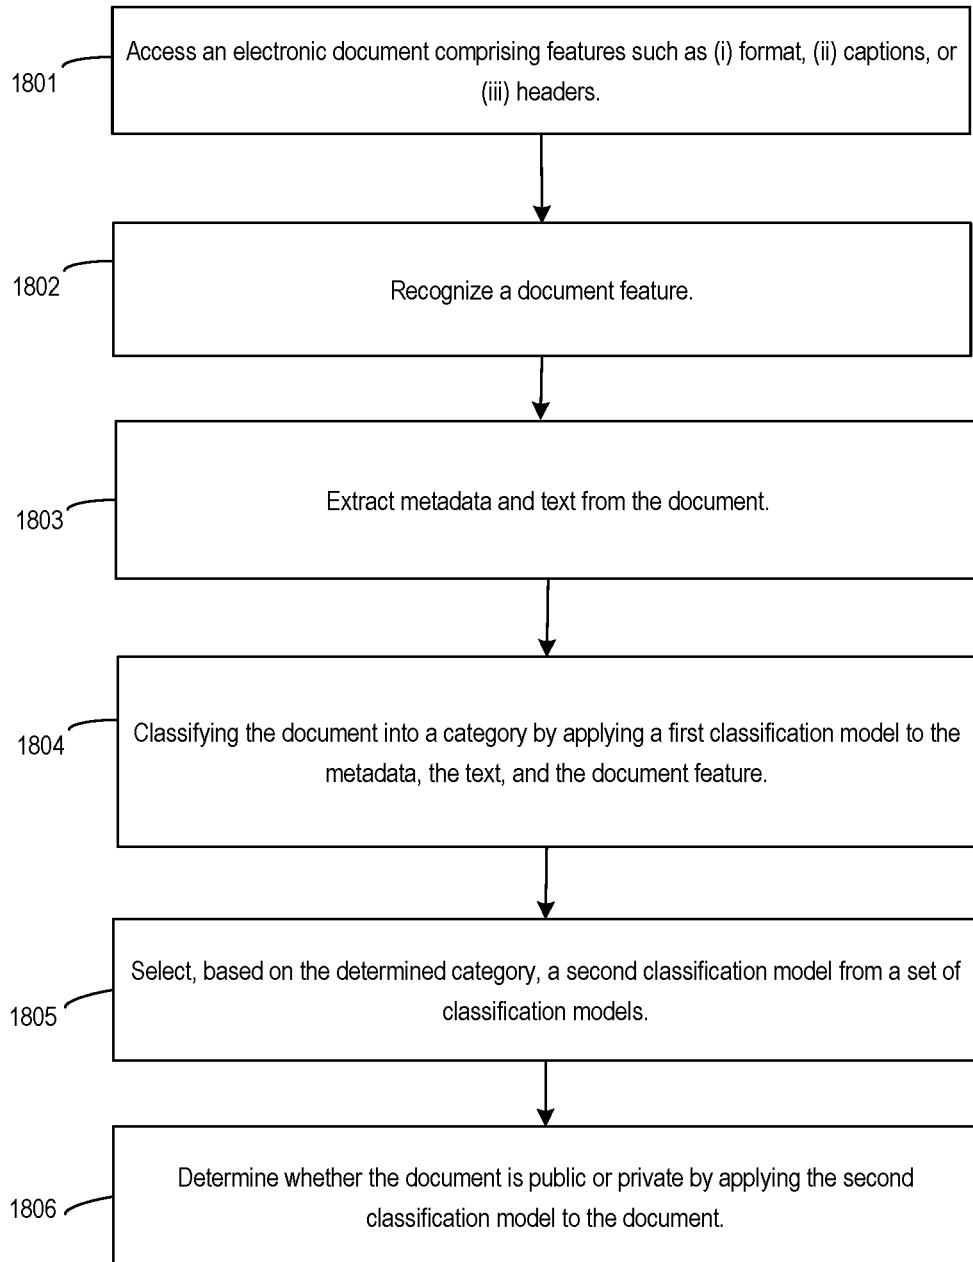 Access an electronic document comprising features such as (i) format, (ii) captions, or
(iii) headers.
1801
Recognize a document feature.
1802
Extract metadata and text from the document.
1803
Classifying the document into a category by applying a first classification model to the
metadata, the text, and the document feature.
1804
Select, based on the determined category, a second classification model from a set of
classification models.
1805
Determine whether the document is public or private by applying the second
classification model to the document.
1806